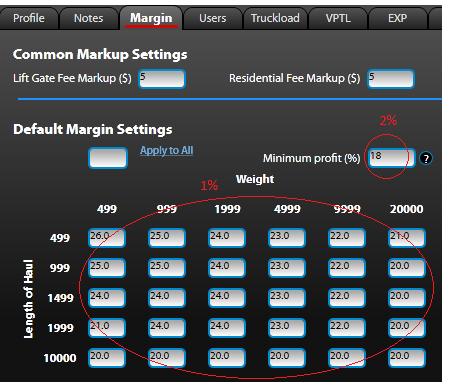 Profile Notes Margin Users Truckload VPTL EXP
Common Markup Settings
Lift Gate Fee Markup ($) 5 Residential Fee Markup ($) 5
2%
Default Margin Settings
Apply to All
Minimum profit (%) 18 ?
1% Weight
499 999 1999 4999 9999 20000
Length of Haul
499 26.0 25.0 24.0 23.0 22.0 21.0
999 25.0 25.0 24.0 23.0 22.0 20.0
1499 24.0 24.0 24.0 23.0 22.0 20.0
1999 21.0 24.0 24.0 23.0 22.0 20.0
10000 20.0 20.0 20.0 20.0 20.0 20.0